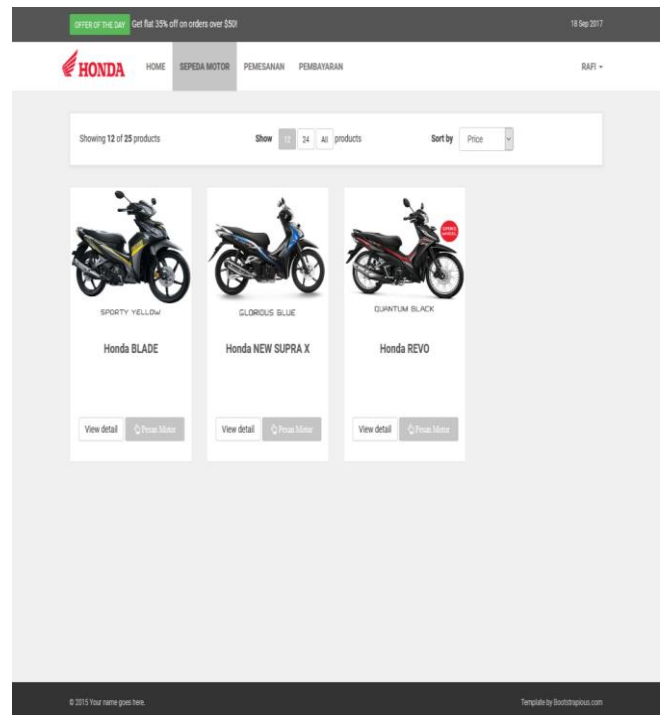 OFFER OF THE DAY Get flat 35% off on orders over $50! 18 Sep 2017
HONDA HOME SEPEDA MOTOR PEMESANAN PEMBAYARAN RAFI
Showing 12 of 25 products Show 12 24 All products Sort by Price
SPORTY YELLOW GLORIOUS BLUE QUANTUM BLACK
Honda BLADE Honda NEW SUPRA X Honda REVO
View detail Pesan Motor View detail Pesan Motor View detail Pesan Motor
© 2015 Your name goes here. Template by Bootstrapious.com